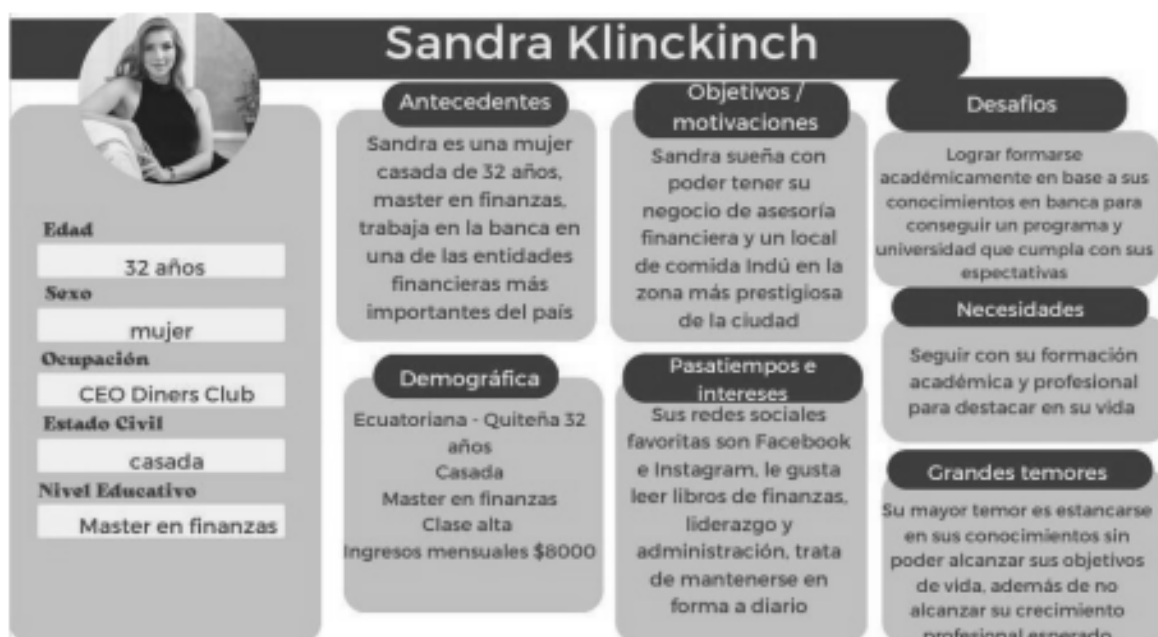 Sandra Klinckinch
Edad
32 años
Sexo
mujer
Ocupación
CEO Diners Club
Estado Civil
casada
Nivel Educativo
Master en finanzas
Antecedentes
Sandra es una mujer
casada de 32 años,
master en finanzas,
trabaja en la banca en
una de las entidades
financieras más
importantes del país
Demográfica
Ecuatoriana - Quiteña 32
años
Casada
Master en finanzas
Clase alta
Ingresos mensuales $8000
Objetivos /
motivaciones
Sandra sueña con
poder tener su
negocio de asesoría
financiera y un local
de comida Indú en la
zona más prestigiosa
de la ciudad
Pasatiempos e
intereses
Sus redes sociales
favoritas son Facebook
e Instagram, le gusta
leer libros de finanzas,
liderazgo y
administración, trata
de mantenerse en
forma a diario
Desafios
Lograr formarse
académicamente en base a sus
conocimientos en banca para
conseguir un programa y
universidad que cumpla con sus
espectativas
Necesidades
Seguir con su formación
académica y profesional
para destacar en su vida
Grandes temores
Su mayor temor es estancarse
en sus conocimientos sin
poder alcanzar sus objetivos
de vida, además de no
alcanzar su crecimiento
profesional esperado